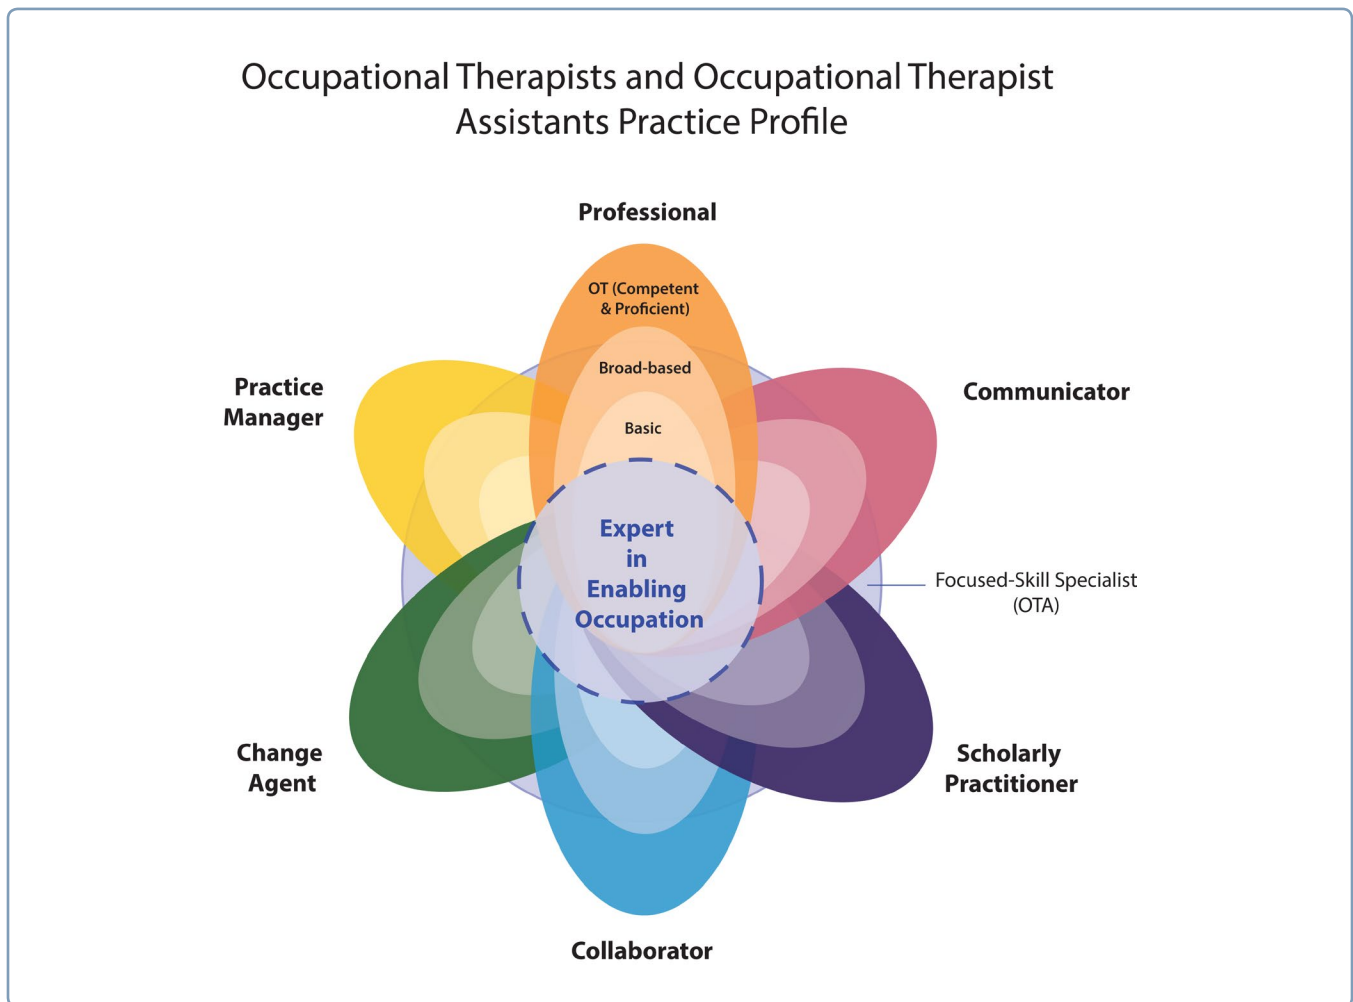 Occupational Therapists and Occupational Therapist
Assistants Practice Profile
Professional
OT (Competent
& Proficient)
Broad-based
Basic
Practice
Manager
Communicator
Expert
in
Enabling
Occupation
Focused-Skill Specialist
(OTA)
Change
Agent
Scholarly
Practitioner
Collaborator